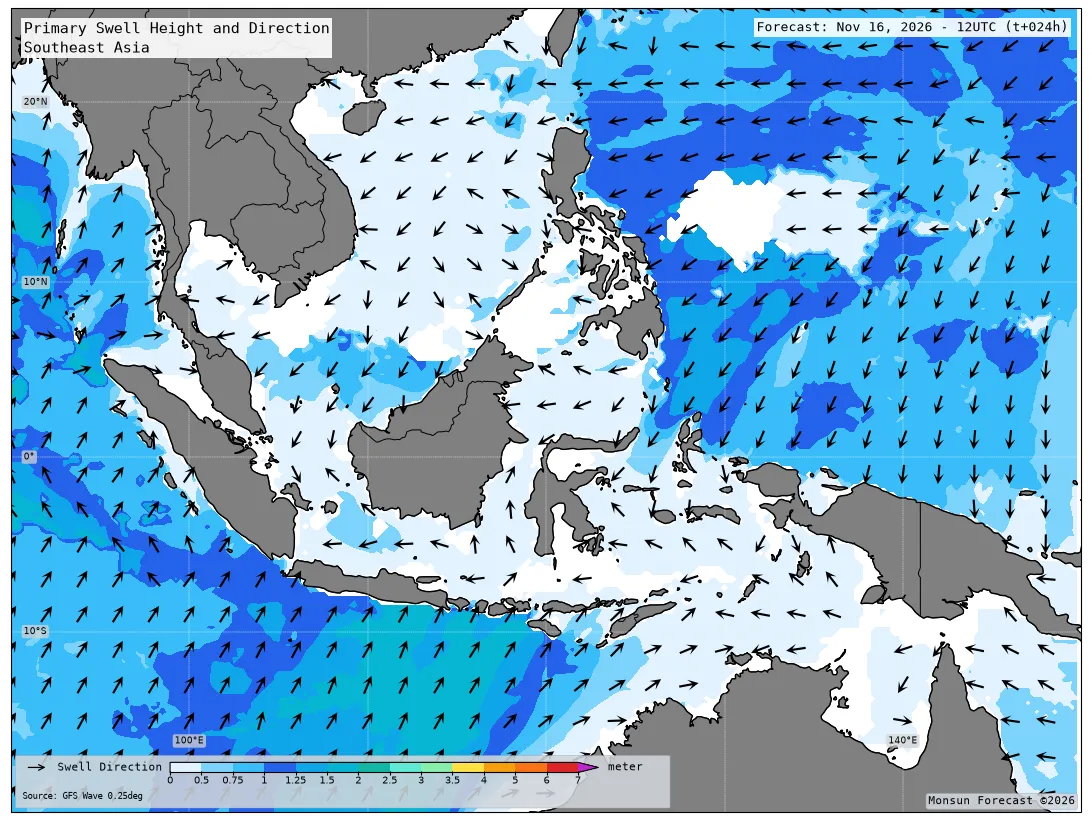 Primary Swell Height and Direction
Southeast Asia
Forecast: Nov 16, 2026 - 12UTC (t+024h)
20°N
10°N
0°
10°S
100°E
140°E
Swell Direction
0 0.5 0.75 1 1.25 1.5 2 2.5 3 3.5 4 5 6 7
meter
Source: GFS Wave 0.25deg
Monsun Forecast ©2026